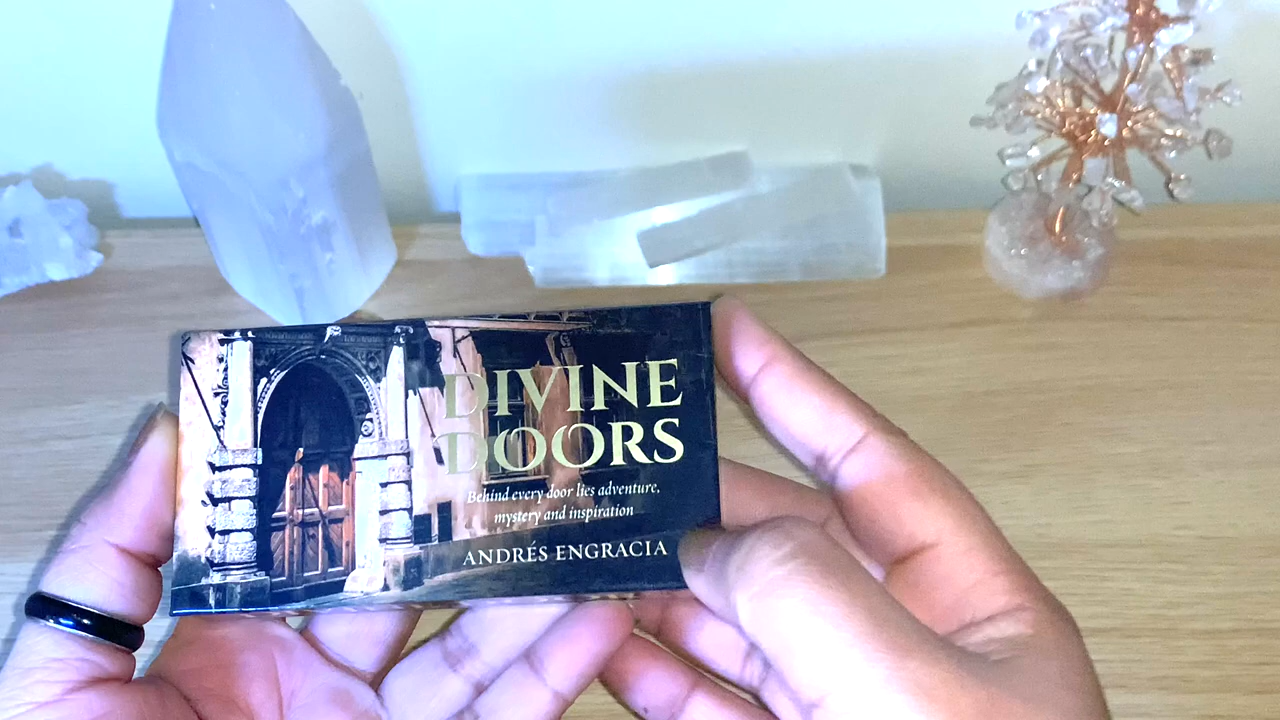 DIVINE
DOORS
Behind every door lies adventure,
mystery and inspiration
ANDRÉS ENGRACIA